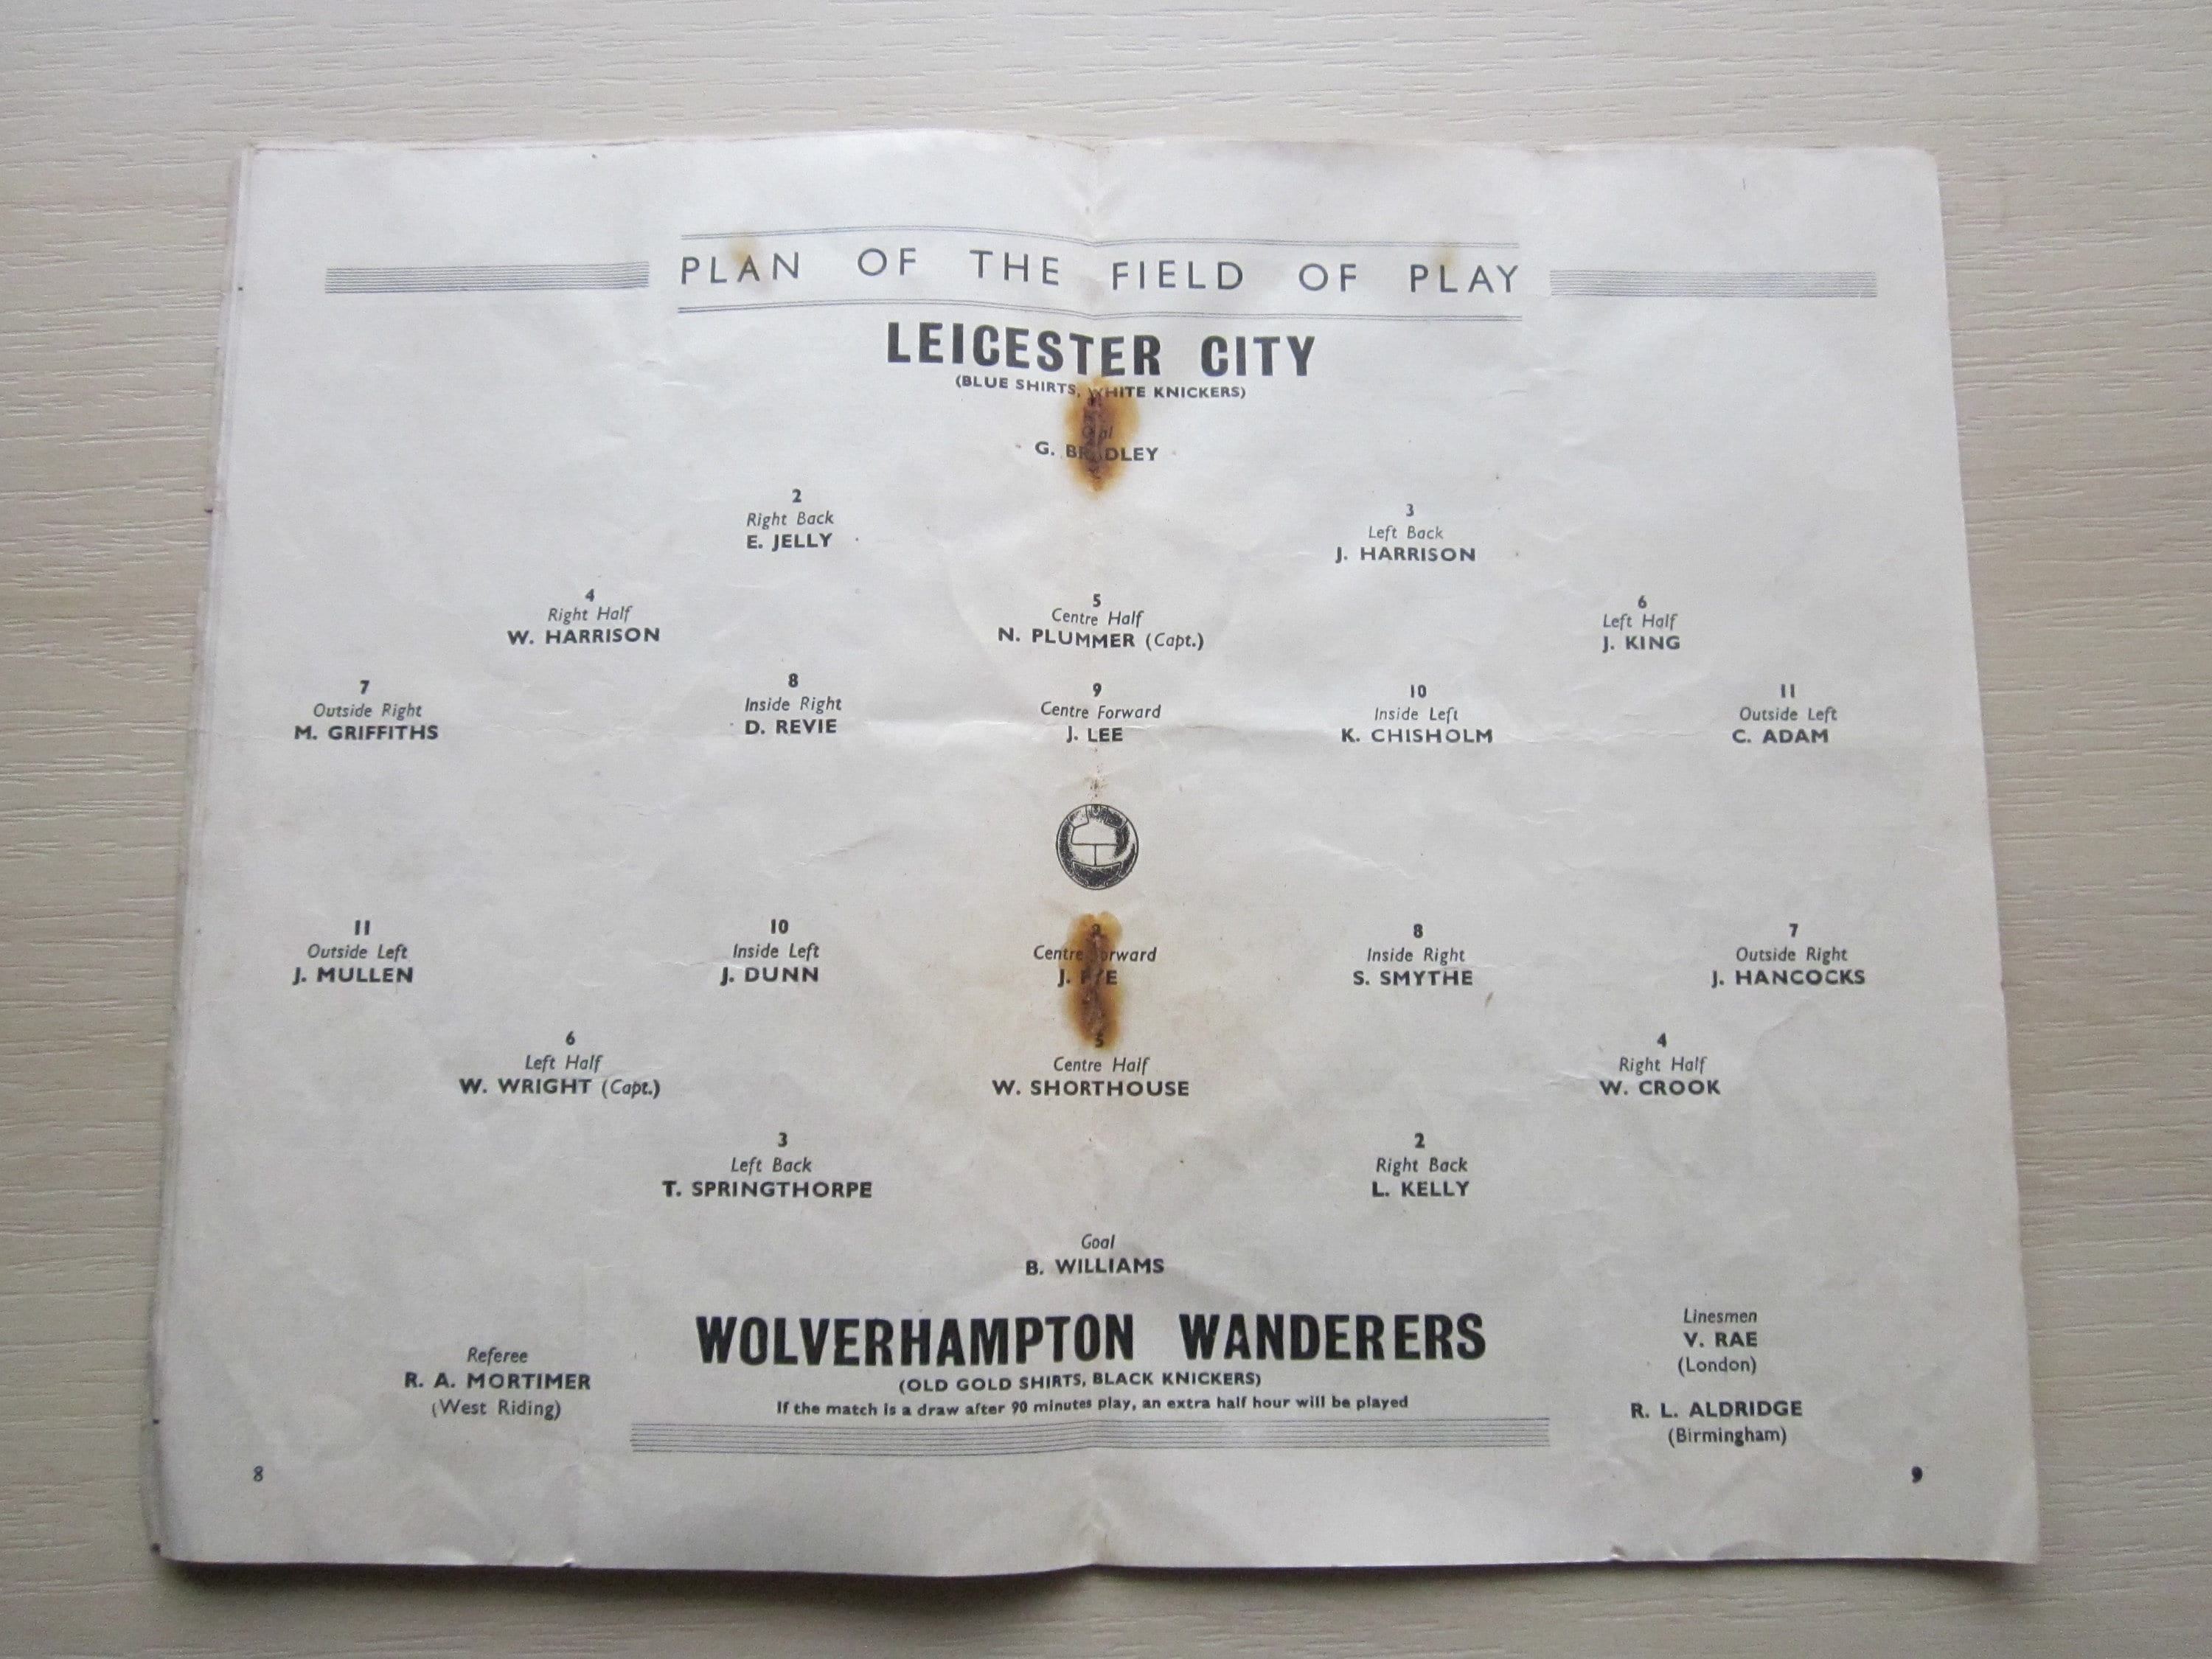 PLAN OF THE FIELD OF PLAY
LEICESTER CITY
(BLUE SHIRTS, WHITE KNICKERS)
G. BRADLEY
2
Right Back
E. JELLY
3
Left Back
J. HARRISON
4
Right Half
W. HARRISON
5
Centre Half
N. PLUMMER (Capt.)
6
Left Half
J. KING
7
Outside Right
M. GRIFFITHS
8
Inside Right
D. REVIE
9
Centre Forward
J. LEE
10
Inside Left
K. CHISHOLM
11
Outside Left
C. ADAM
11
Outside Left
J. MULLEN
10
Inside Left
J. DUNN
Centre Forward
J. PYE
8
Inside Right
S. SMYTHE
7
Outside Right
J. HANCOCKS
6
Left Half
W. WRIGHT (Capt.)
5
Centre Half
W. SHORTHOUSE
4
Right Half
W. CROOK
3
Left Back
T. SPRINGTHORPE
2
Right Back
L. KELLY
Goal
B. WILLIAMS
WOLVERHAMPTON WANDERERS
(OLD GOLD SHIRTS, BLACK KNICKERS)
If the match is a draw after 90 minutes play, an extra half hour will be played
Referee
R. A. MORTIMER
(West Riding)
Linesmen
V. RAE
(London)
R. L. ALDRIDGE
(Birmingham)
8
9